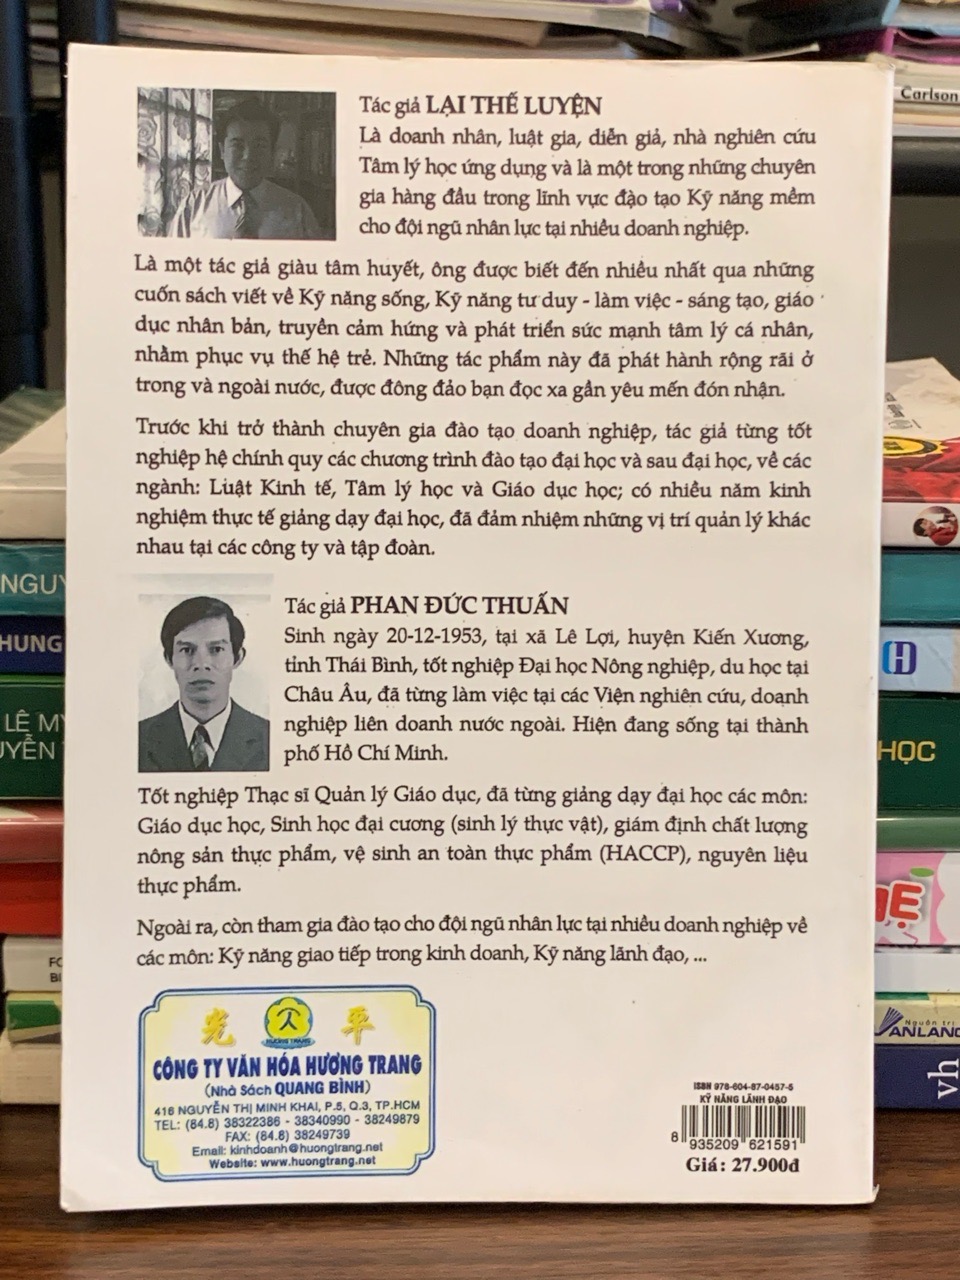 Carlson
Tác giả LẠI THẾ LUYỆN
Là doanh nhân, luật gia, diễn giả, nhà nghiên cứu
Tâm lý học ứng dụng và là một trong những chuyên
gia hàng đầu trong lĩnh vực đào tạo Kỹ năng mềm
cho đội ngũ nhân lực tại nhiều doanh nghiệp.
Là một tác giả giàu tâm huyết, ông được biết đến nhiều nhất qua những
cuốn sách viết về Kỹ năng sống, Kỹ năng tư duy - làm việc - sáng tạo, giáo
dục nhân bản, truyền cảm hứng và phát triển sức mạnh tâm lý cá nhân,
nhằm phục vụ thế hệ trẻ. Những tác phẩm này đã phát hành rộng rãi ở
trong và ngoài nước, được đông đảo bạn đọc xa gần yêu mến đón nhận.
Trước khi trở thành chuyên gia đào tạo doanh nghiệp, tác giả từng tốt
nghiệp hệ chính quy các chương trình đào tạo đại học và sau đại học, về các
ngành: Luật Kinh tế, Tâm lý học và Giáo dục học; có nhiều năm kinh
nghiệm thực tế giảng dạy đại học, đã đảm nhiệm những vị trí quản lý khác
nhau tại các công ty và tập đoàn.
Tác giả PHAN ĐỨC THUẤN
Sinh ngày 20-12-1953, tại xã Lê Lợi, huyện Kiến Xương,
tỉnh Thái Bình, tốt nghiệp Đại học Nông nghiệp, du học tại
Châu Âu, đã từng làm việc tại các Viện nghiên cứu, doanh
nghiệp liên doanh nước ngoài. Hiện đang sống tại thành
phố Hồ Chí Minh.
Tốt nghiệp Thạc sĩ Quản lý Giáo dục, đã từng giảng dạy đại học các môn:
Giáo dục học, Sinh học đại cương (sinh lý thực vật), giám định chất lượng
nông sản thực phẩm, vệ sinh an toàn thực phẩm (HACCP), nguyên liệu
thực phẩm.
Ngoài ra, còn tham gia đào tạo cho đội ngũ nhân lực tại nhiều doanh nghiệp về
các môn: Kỹ năng giao tiếp trong kinh doanh, Kỹ năng lãnh đạo, ...
光 平
HƯƠNG TRANG
CÔNG TY VĂN HÓA HƯƠNG TRANG
(Nhà Sách QUANG BÌNH)
416 NGUYỄN THỊ MINH KHAI, P.5, Q.3, TP.HCM
TEL: (84.8) 38322386 - 38340990 - 38249879
FAX: (84.8) 38249739
Email: kinhdoanh@huongtrang.net
Website: www.huongtrang.net
ISBN 978-604-87-0457-5
KỸ NĂNG LÃNH ĐẠO
8 935209 621591
Giá: 27.900đ
NGUY
HUNG
LÊ MY
UYỄN
HỌC
Nguồn tri
ANLANG
vh